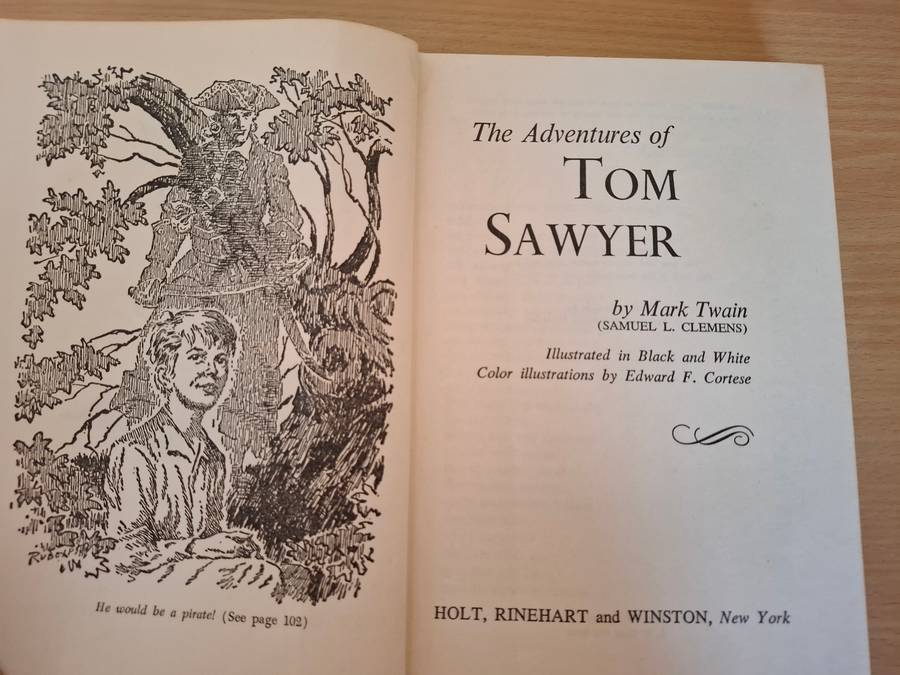 He would be a pirate! (See page 102)
The Adventures of
TOM
SAWYER
by Mark Twain
(SAMUEL L. CLEMENS)
Illustrated in Black and White
Color illustrations by Edward F. Cortese
HOLT, RINEHART and WINSTON, New York